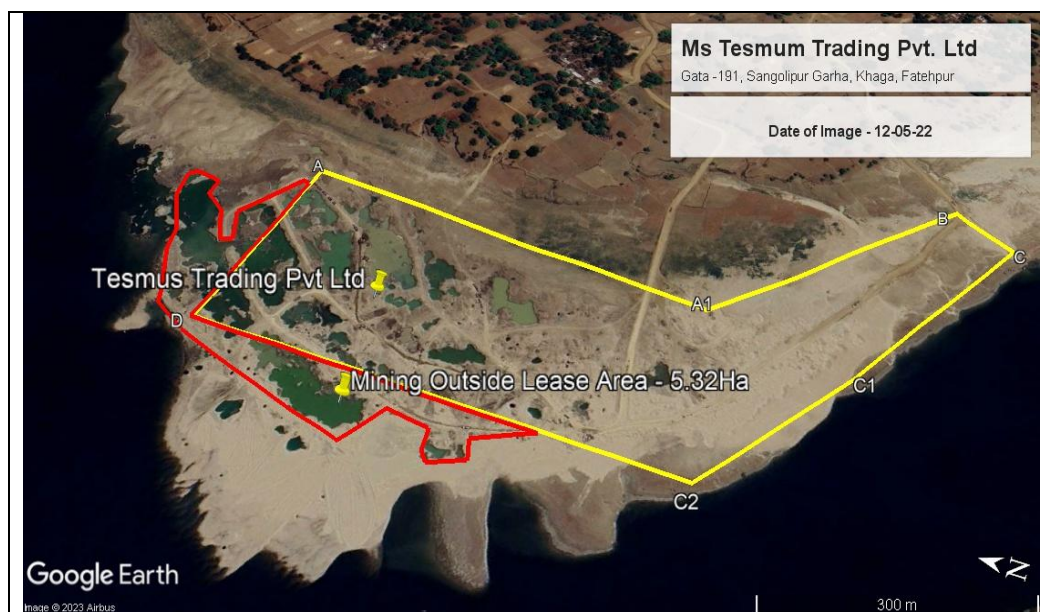 Ms Tesmum Trading Pvt. Ltd
Gata -191, Sangolipur Garha, Khaga, Fatehpur
Date of Image - 12-05-22
A
B
C
Tesmus Trading Pvt Ltd
A1
D
Mining Outside Lease Area - 5.32Ha
C1
C2
N
Google Earth
Image © 2023 Airbus
300 m